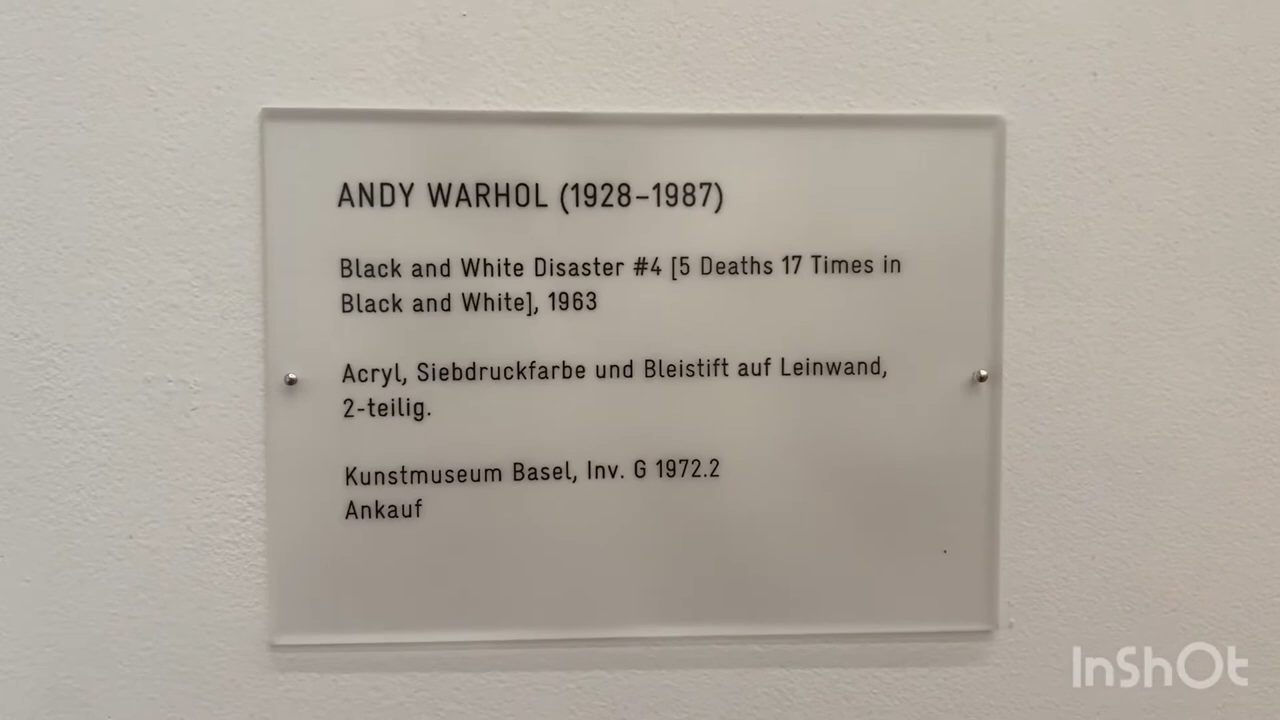 ANDY WARHOL (1928–1987)
Black and White Disaster #4 [5 Deaths 17 Times in
Black and White], 1963
Acryl, Siebdruckfarbe und Bleistift auf Leinwand,
2-teilig.
Kunstmuseum Basel, Inv. G 1972.2
Ankauf
InShOt